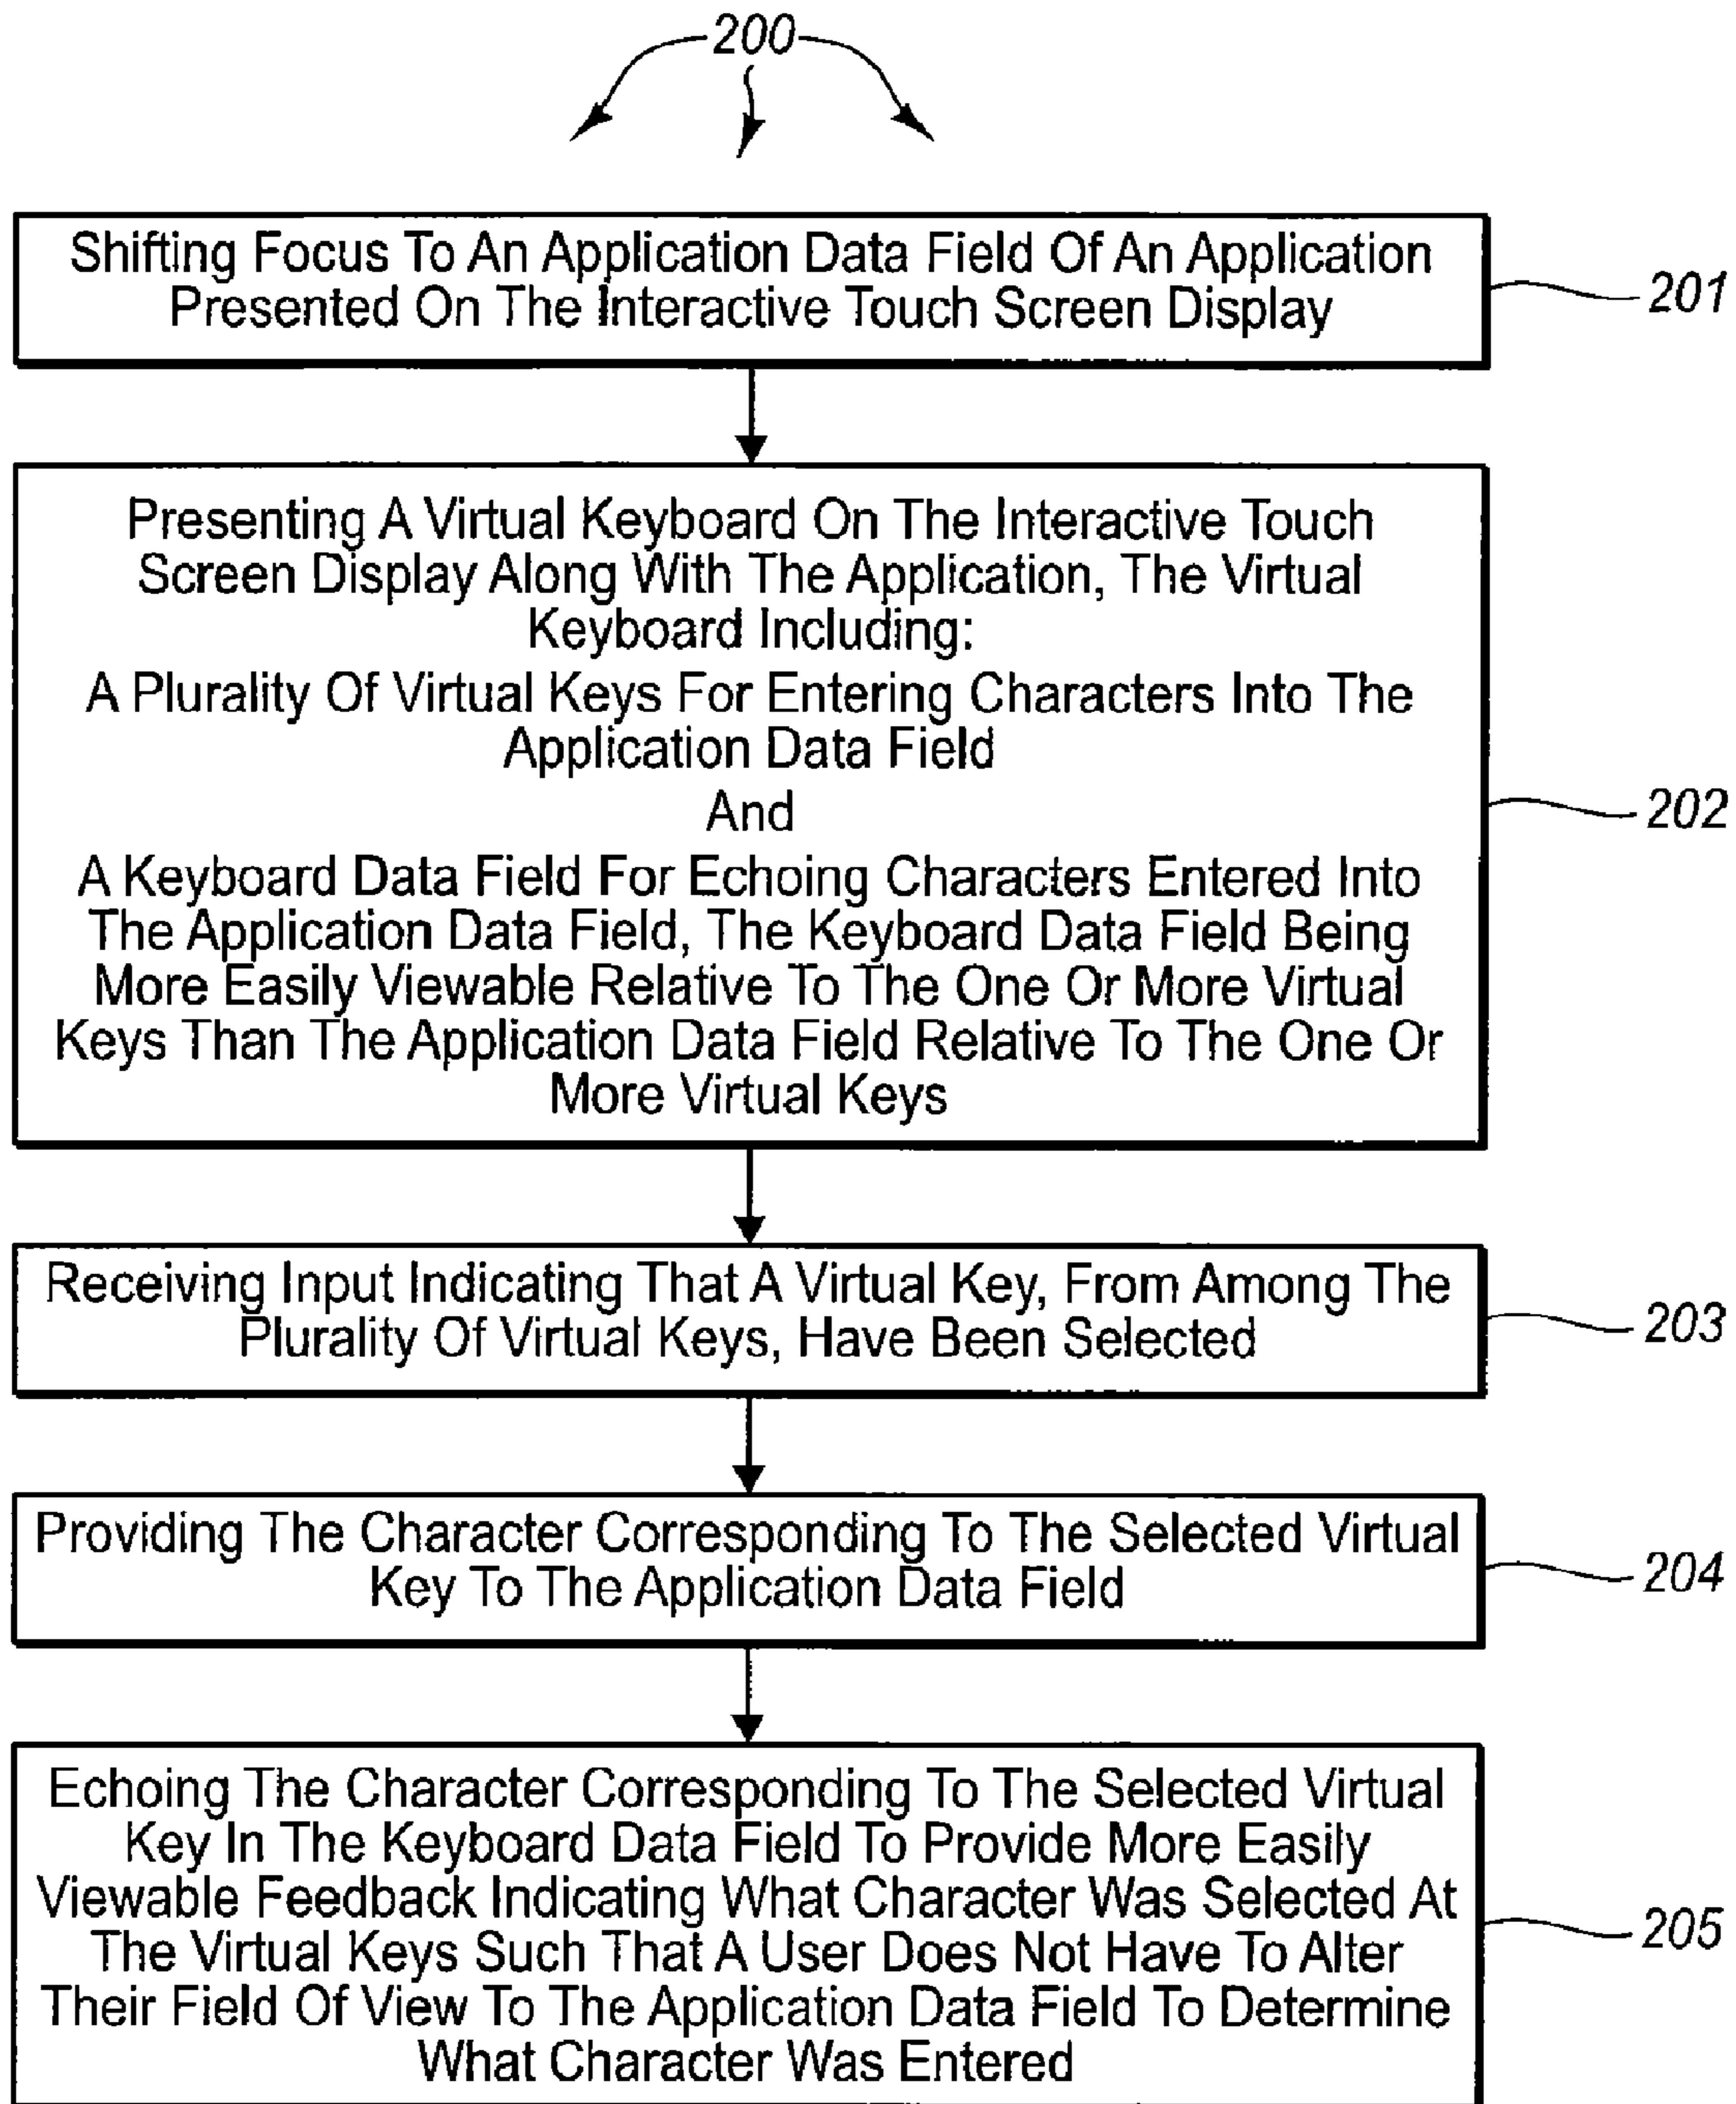 200
Shifting Focus To An Application Data Field Of An Application
Presented On The Interactive Touch Screen Display
201
Presenting A Virtual Keyboard On The Interactive Touch
Screen Display Along With The Application, The Virtual
Keyboard Including:
A Plurality Of Virtual Keys For Entering Characters Into The
Application Data Field
And
A Keyboard Data Field For Echoing Characters Entered Into
The Application Data Field, The Keyboard Data Field Being
More Easily Viewable Relative To The One Or More Virtual
Keys Than The Application Data Field Relative To The One Or
More Virtual Keys
202
Receiving Input Indicating That A Virtual Key, From Among The
Plurality Of Virtual Keys, Have Been Selected
203
Providing The Character Corresponding To The Selected Virtual
Key To The Application Data Field
204
Echoing The Character Corresponding To The Selected Virtual
Key In The Keyboard Data Field To Provide More Easily
Viewable Feedback Indicating What Character Was Selected At
The Virtual Keys Such That A User Does Not Have To Alter
Their Field Of View To The Application Data Field To Determine
What Character Was Entered
205